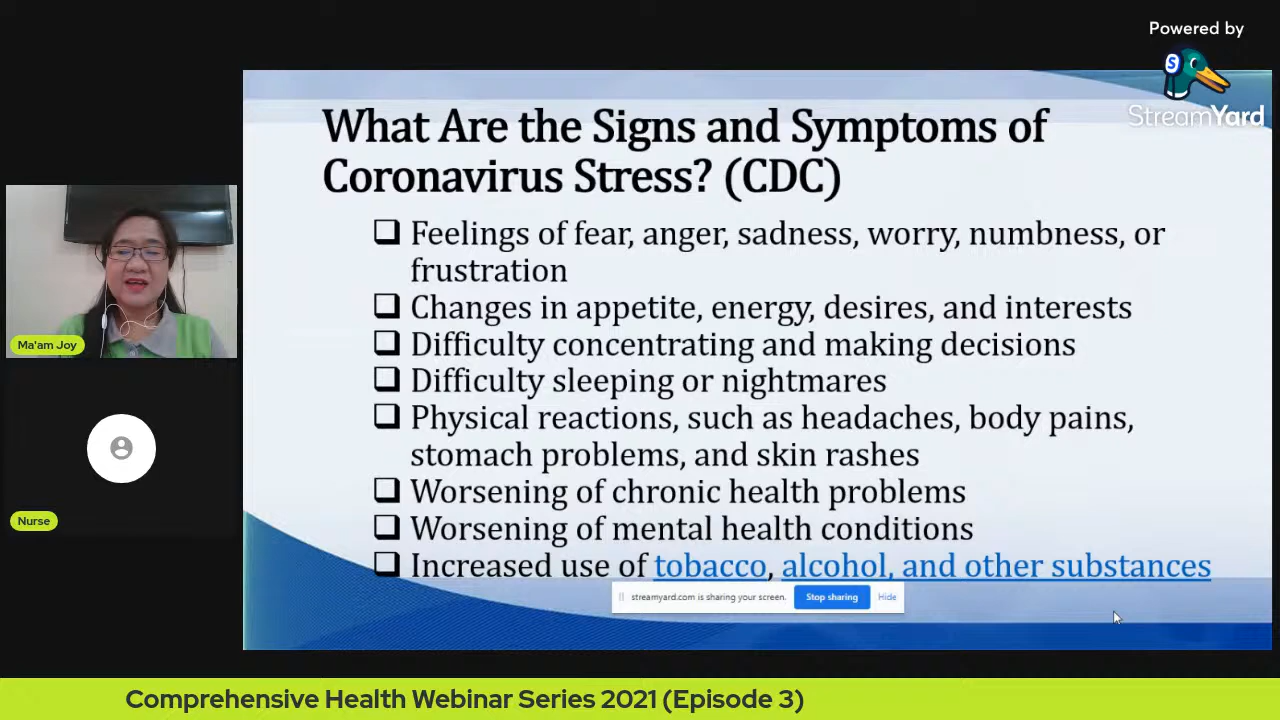 Powered by
StreamYard
What Are the Signs and Symptoms of
Coronavirus Stress? (CDC)
Feelings of fear, anger, sadness, worry, numbness, or
frustration
Changes in appetite, energy, desires, and interests
Difficulty concentrating and making decisions
Difficulty sleeping or nightmares
Physical reactions, such as headaches, body pains,
stomach problems, and skin rashes
Worsening of chronic health problems
Worsening of mental health conditions
Increased use of tobacco, alcohol, and other substances
streamyard.com is sharing your screen. Stop sharing Hide
Ma'am Joy
Nurse
Comprehensive Health Webinar Series 2021 (Episode 3)